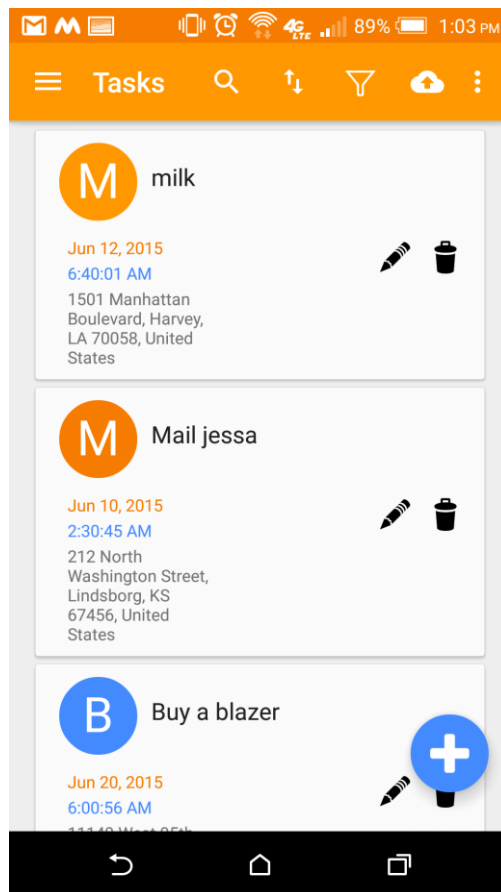 4G LTE 89% 1:03 PM
Tasks
M
milk
Jun 12, 2015
6:40:01 AM
1501 Manhattan
Boulevard, Harvey,
LA 70058, United
States
M
Mail jessa
Jun 10, 2015
2:30:45 AM
212 North
Washington Street,
Lindsborg, KS
67456, United
States
B
Buy a blazer
Jun 20, 2015
6:00:56 AM